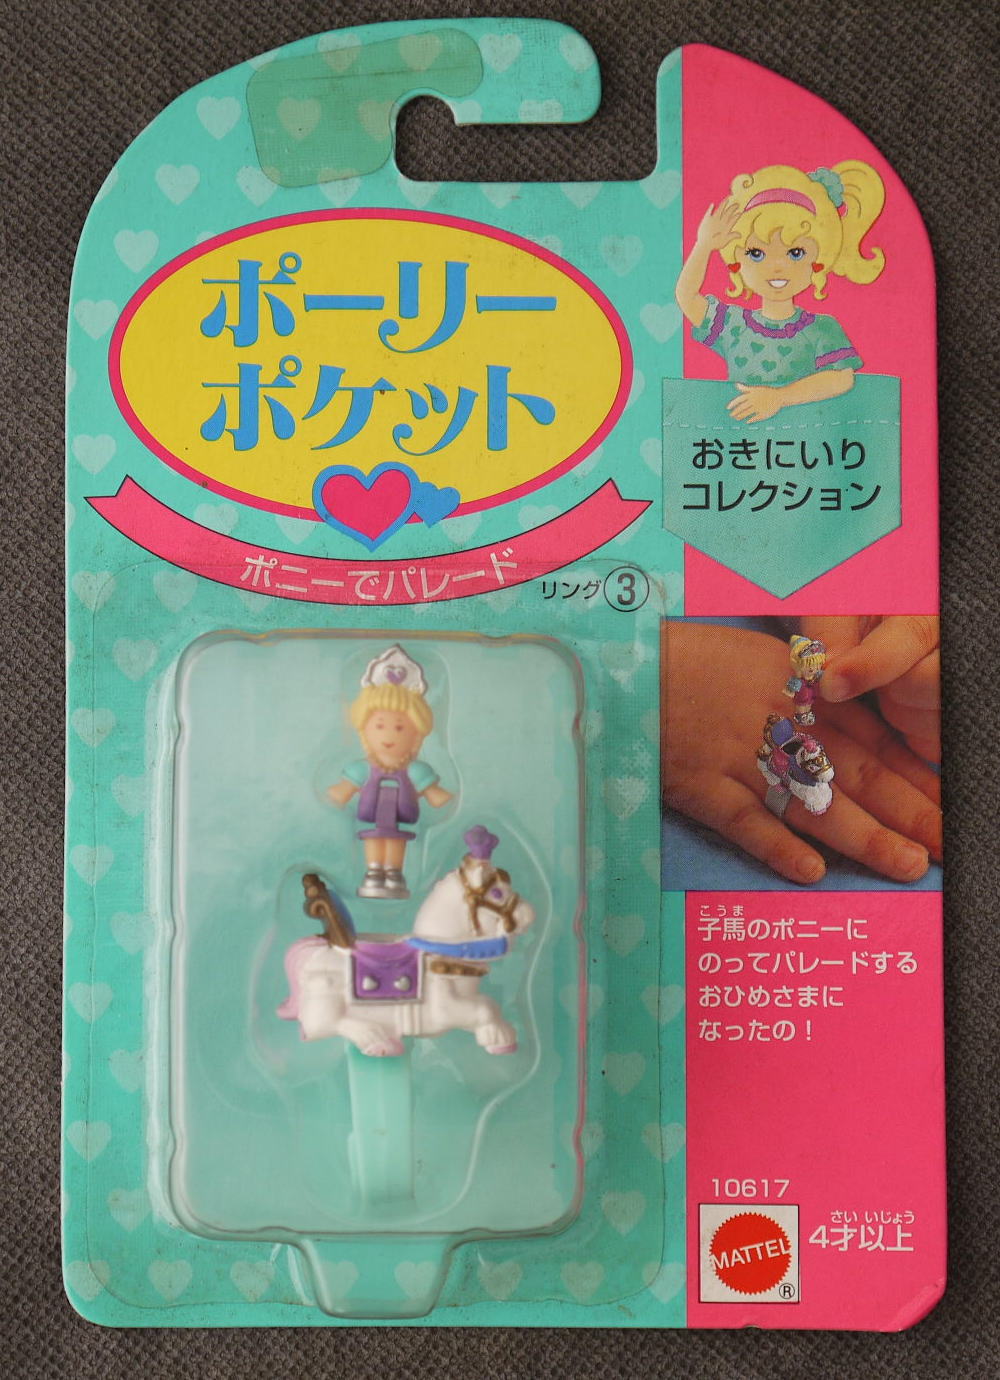 ポーリー
ポケット
ポニーでパレード
リング③
おきにいり
コレクション
こうま
子馬のポニーに
のってパレードする
おひめさまに
なったの！
10617
MATTEL
®
さい いじょう
4才以上